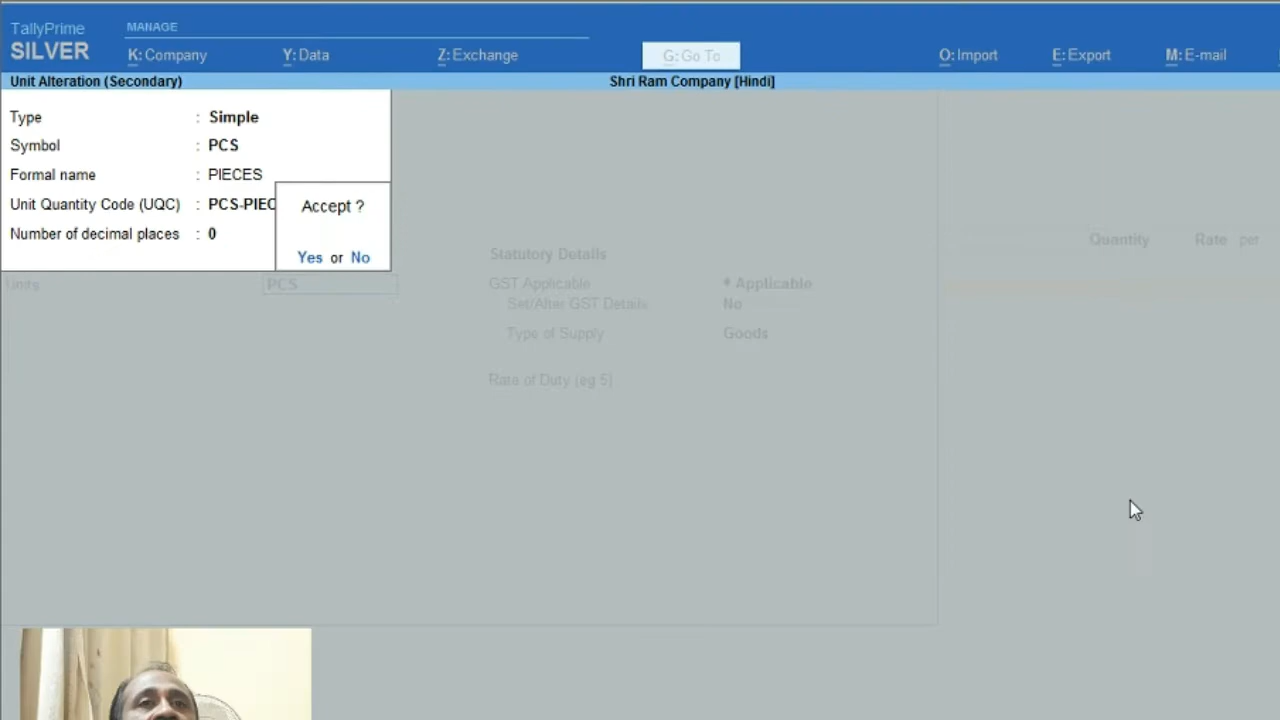 TallyPrime
SILVER
MANAGE
K: Company
Y: Data
Z: Exchange
G: Go To
O: Import
E: Export
M: E-mail
Unit Alteration (Secondary)
Shri Ram Company [Hindi]
Type : Simple
Symbol : PCS
Formal name : PIECES
Unit Quantity Code (UQC) : PCS-PIEC
Number of decimal places : 0
Accept ?
Yes or No
Units PCS
Statutory Details
GST Applicable Applicable
Set/Alter GST Details No
Type of Supply Goods
Rate of Duty (eg 5)
Quantity Rate per